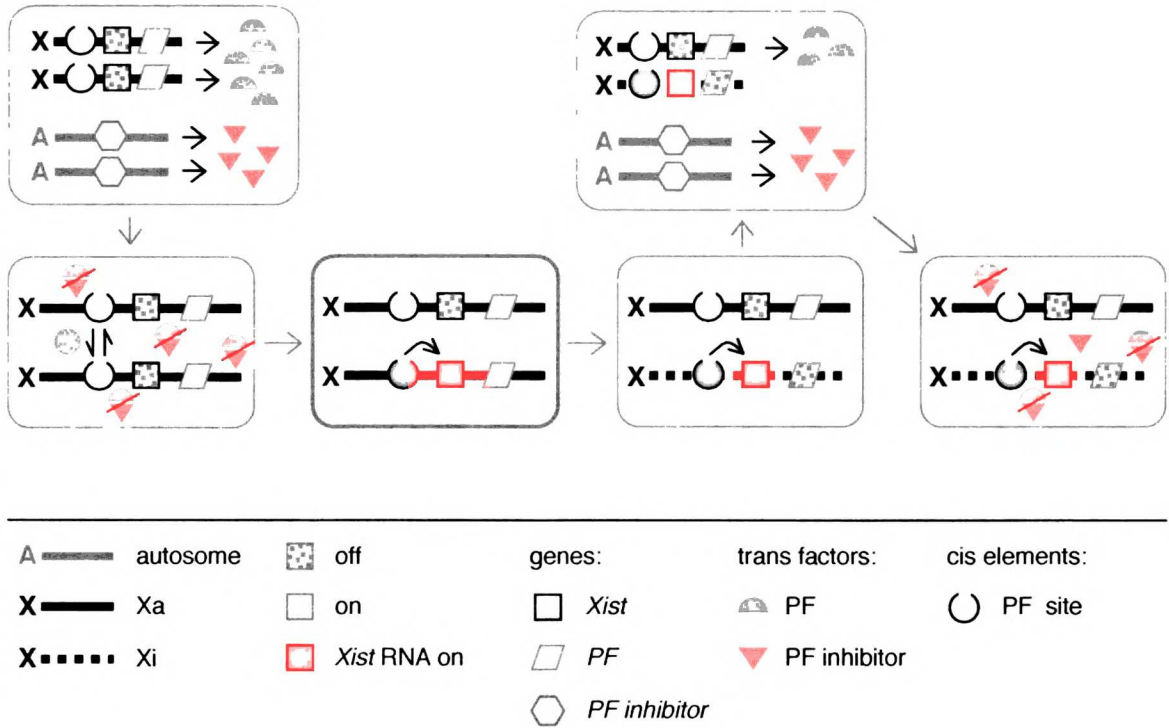 X
X
A
A
X
X
A
A
X
X
X
X
X
X
X
X
A autosome
off
genes:
trans factors:
cis elements:
X Xa
on
Xist
PF
PF site
X Xi
Xist RNA on
PF
PF inhibitor
PF inhibitor